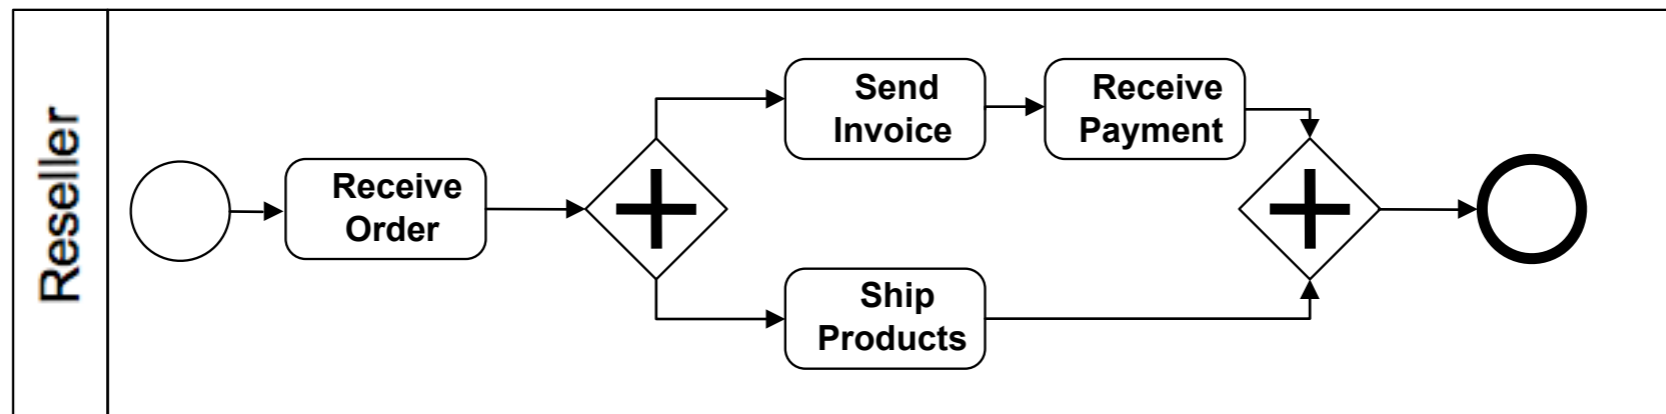 Reseller
Receive
Order
Send
Invoice
Receive
Payment
Ship
Products